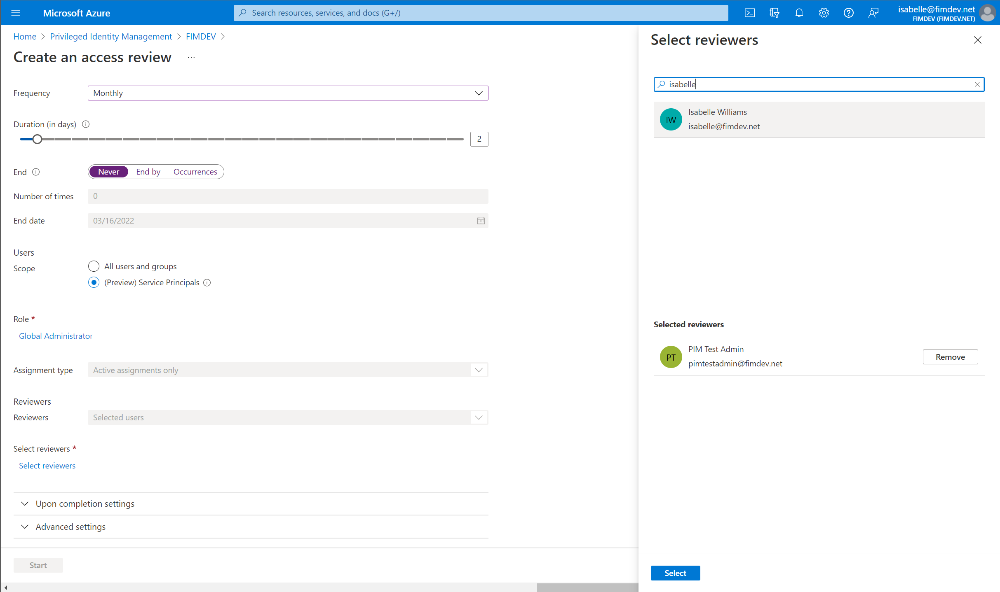 Microsoft Azure
Search resources, services, and docs (G+/)
isabelle@fimdev.net
FIMDEV (FIMDEV.NET)
Home > Privileged Identity Management > FIMDEV >
Create an access review ...
Frequency
Monthly
Duration (in days)
2
End
Never End by Occurrences
Number of times
0
End date
03/16/2022
Users
Scope
All users and groups
(Preview) Service Principals
Role *
Global Administrator
Assignment type
Active assignments only
Reviewers
Reviewers
Selected users
Select reviewers *
Select reviewers
Upon completion settings
Advanced settings
Start
Select reviewers
isabelle
IW
Isabelle Williams
isabelle@fimdev.net
Selected reviewers
PT
PIM Test Admin
pimtestadmin@fimdev.net
Remove
Select